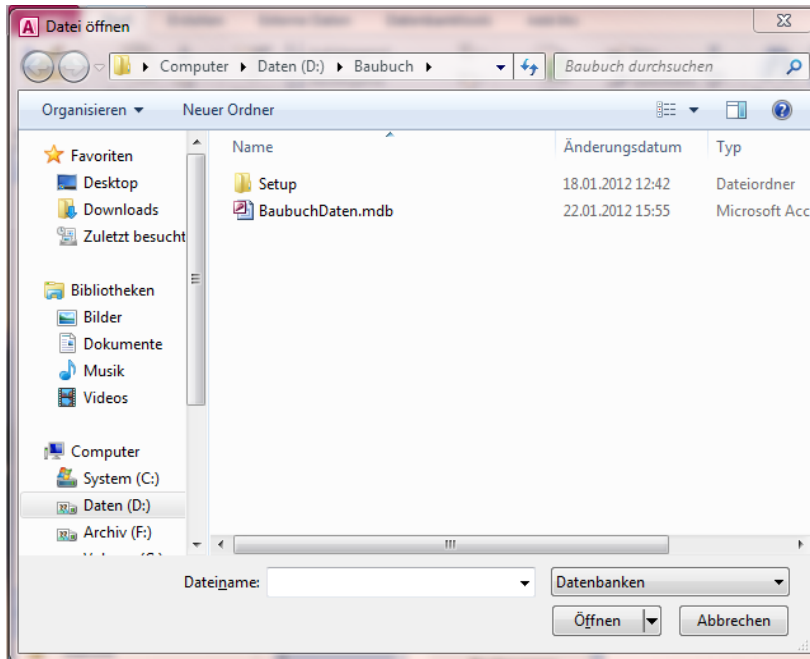 Datei öffnen
Computer Daten (D:) Baubuch Baubuch durchsuchen
Organisieren Neuer Ordner
Name Änderungsdatum Typ
Favoriten
Desktop
Downloads
Zuletzt besucht
Bibliotheken
Bilder
Dokumente
Musik
Videos
Computer
System (C:)
Daten (D:)
Archiv (F:)
Setup 18.01.2012 12:42 Dateiordner
BaubuchDaten.mdb 22.01.2012 15:55 Microsoft Acc
Dateiname: Datenbanken
Öffnen Abbrechen